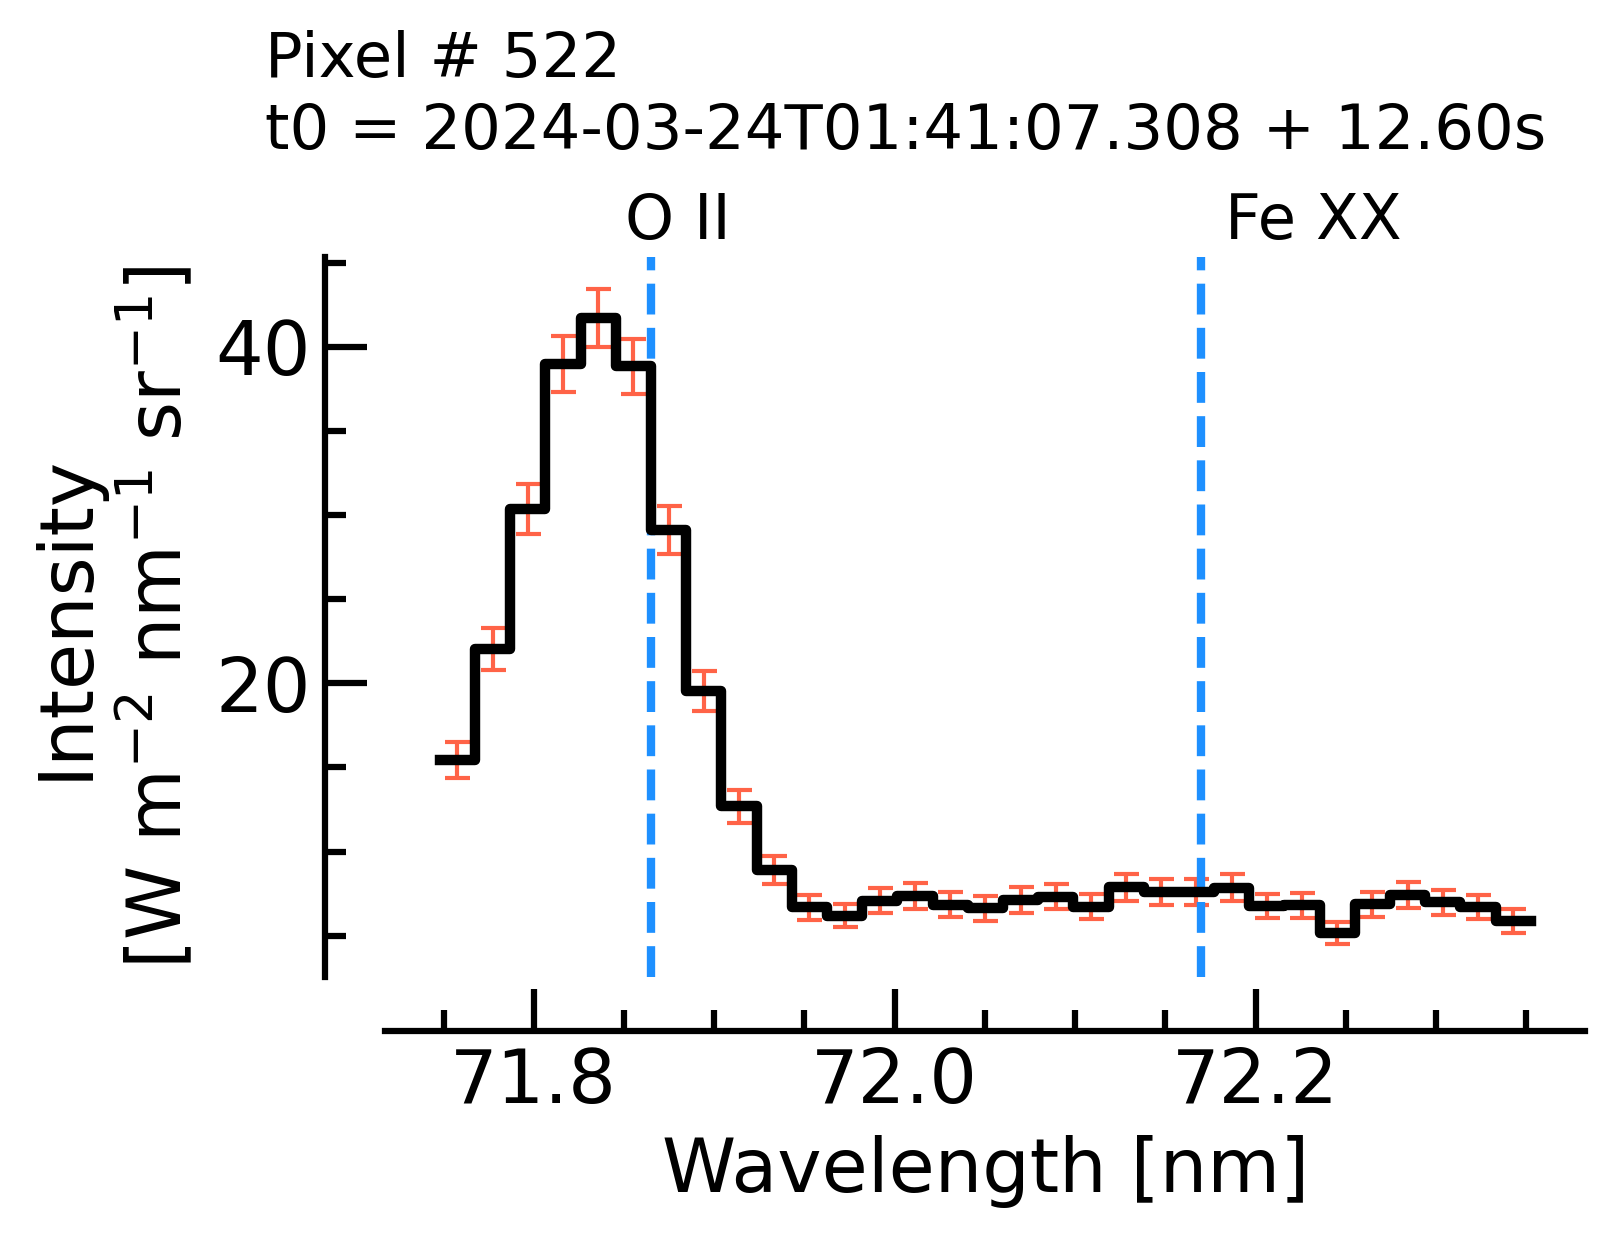 Pixel # 522
t0 = 2024-03-24T01:41:07.308 + 12.60s
O II
Fe XX
Intensity
[W m⁻² nm⁻¹ sr⁻¹]
40
20
71.8
72.0
72.2
Wavelength [nm]